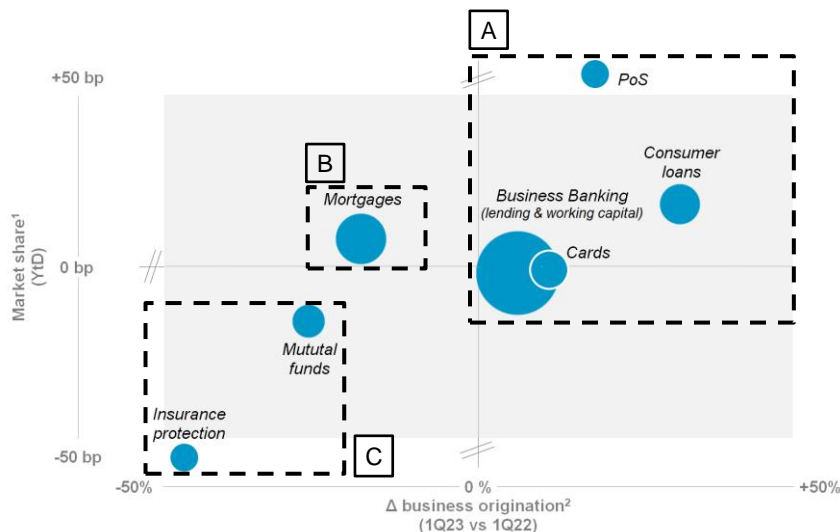 A
+50 bp
PoS
B
Consumer
loans
Mortgages
Business Banking
(lending & working capital)
Cards
Market share¹
(YtD)
0 bp
Mututal
funds
Insurance
protection
C
-50 bp
-50%
0 %
+50%
Δ business origination²
(1Q23 vs 1Q22)